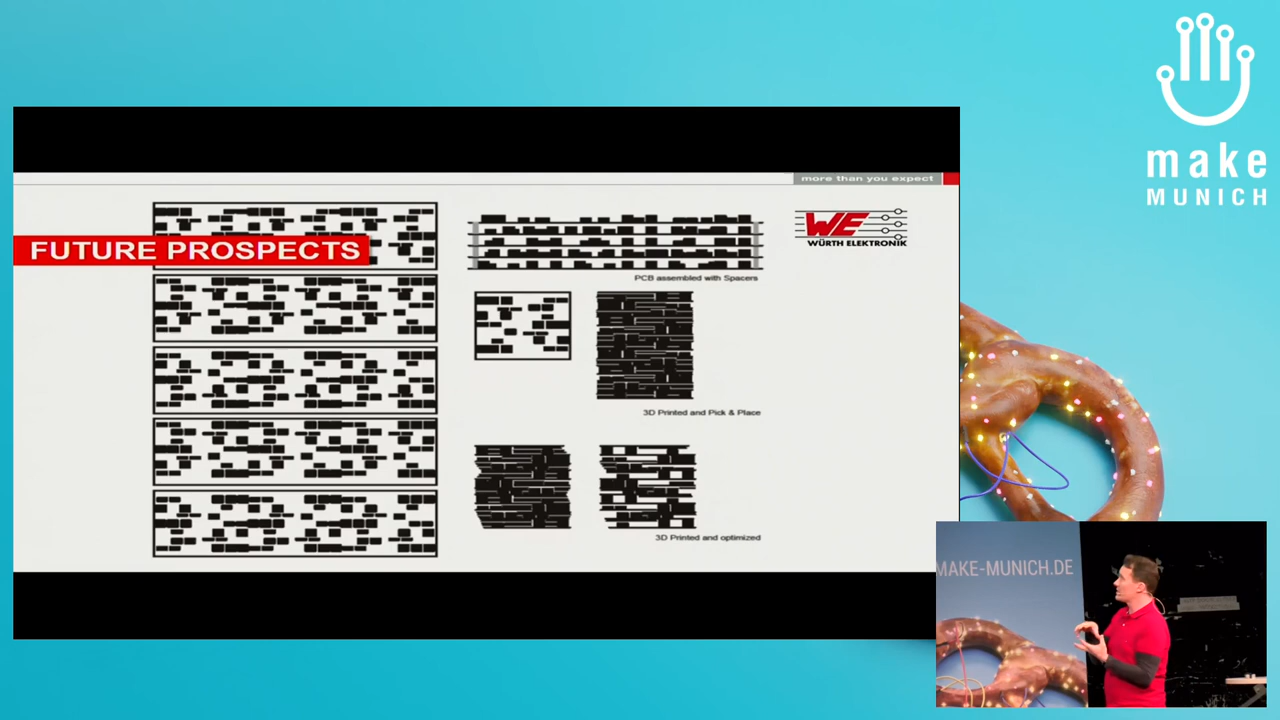 make
MUNICH
more than you expect
WE
WÜRTH ELEKTRONIK
FUTURE PROSPECTS
PCB assembled with Spacers
3D Printed and Pick & Place
3D Printed and optimized
MAKE-MUNICH.DE